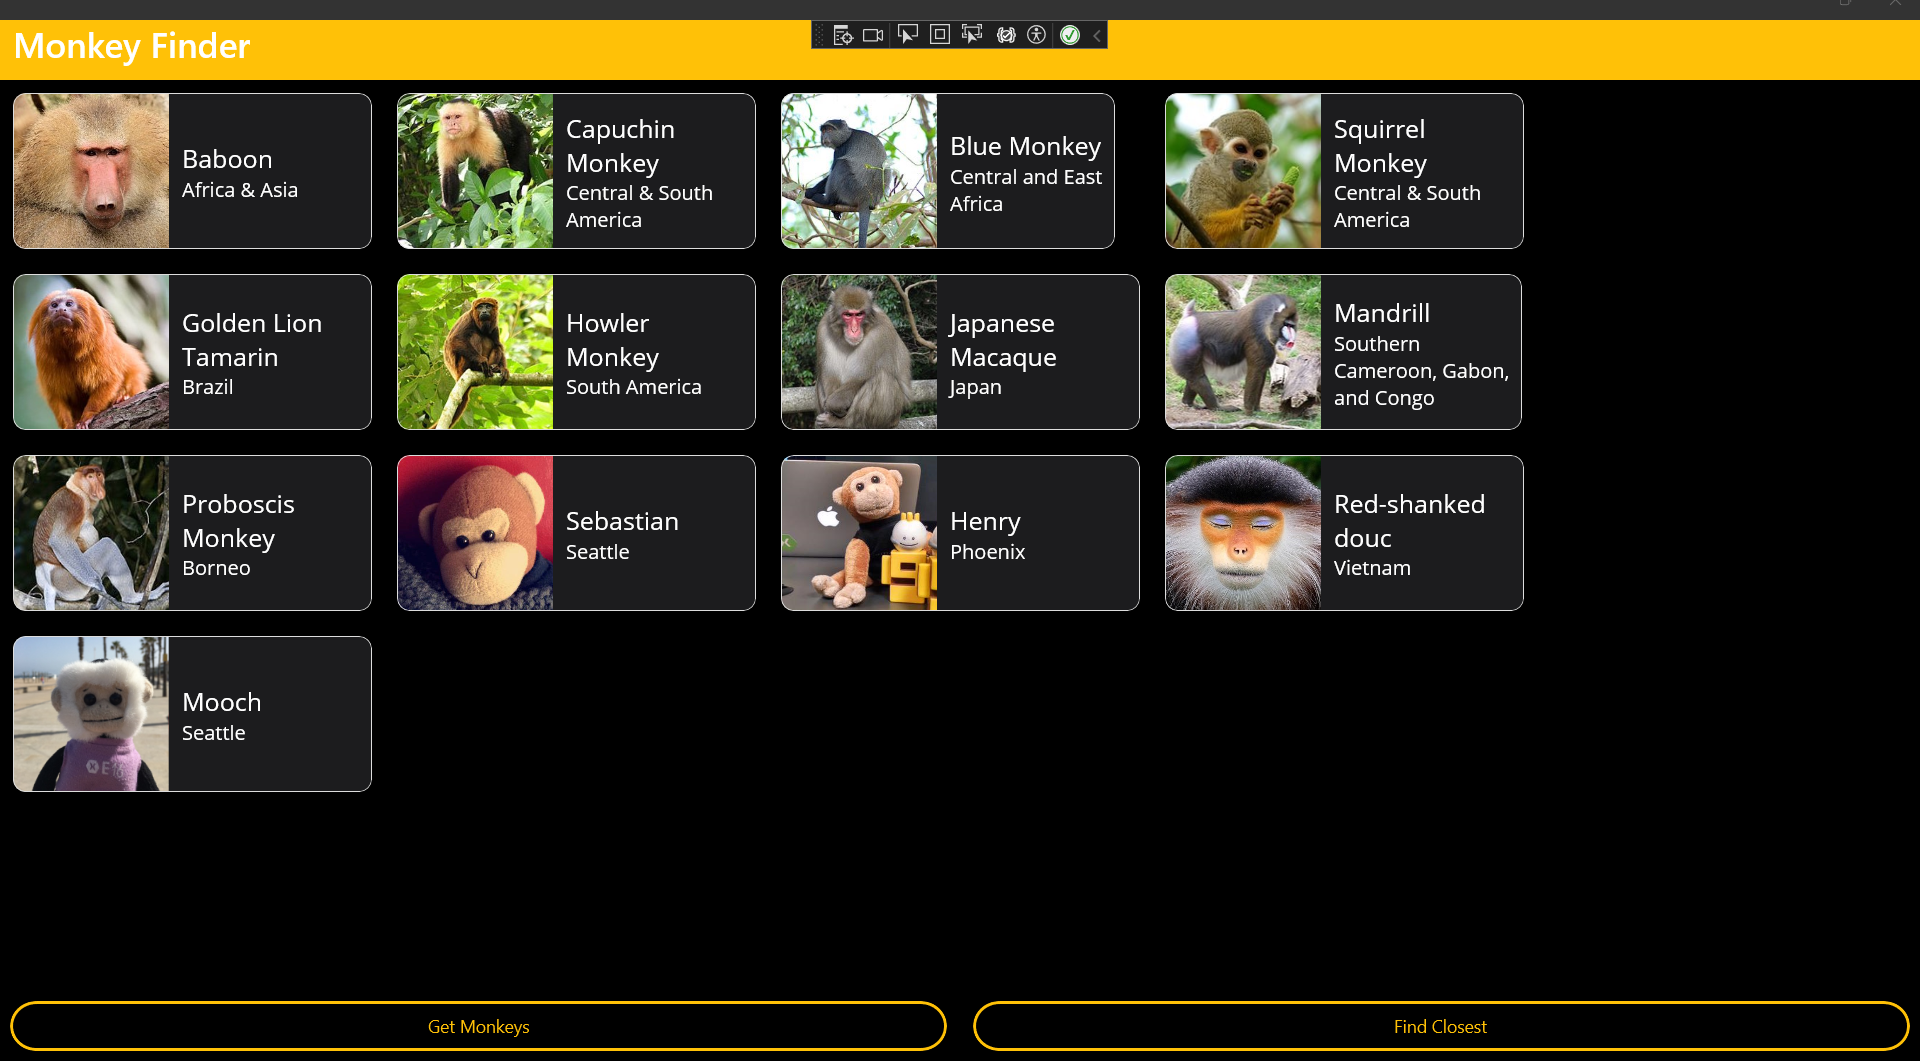 Monkey Finder
Baboon
Africa & Asia
Capuchin
Monkey
Central & South
America
Blue Monkey
Central and East
Africa
Squirrel
Monkey
Central & South
America
Golden Lion
Tamarin
Brazil
Howler
Monkey
South America
Japanese
Macaque
Japan
Mandrill
Southern
Cameroon, Gabon,
and Congo
Proboscis
Monkey
Borneo
Sebastian
Seattle
Henry
Phoenix
Red-shanked
douc
Vietnam
Mooch
Seattle
Get Monkeys
Find Closest